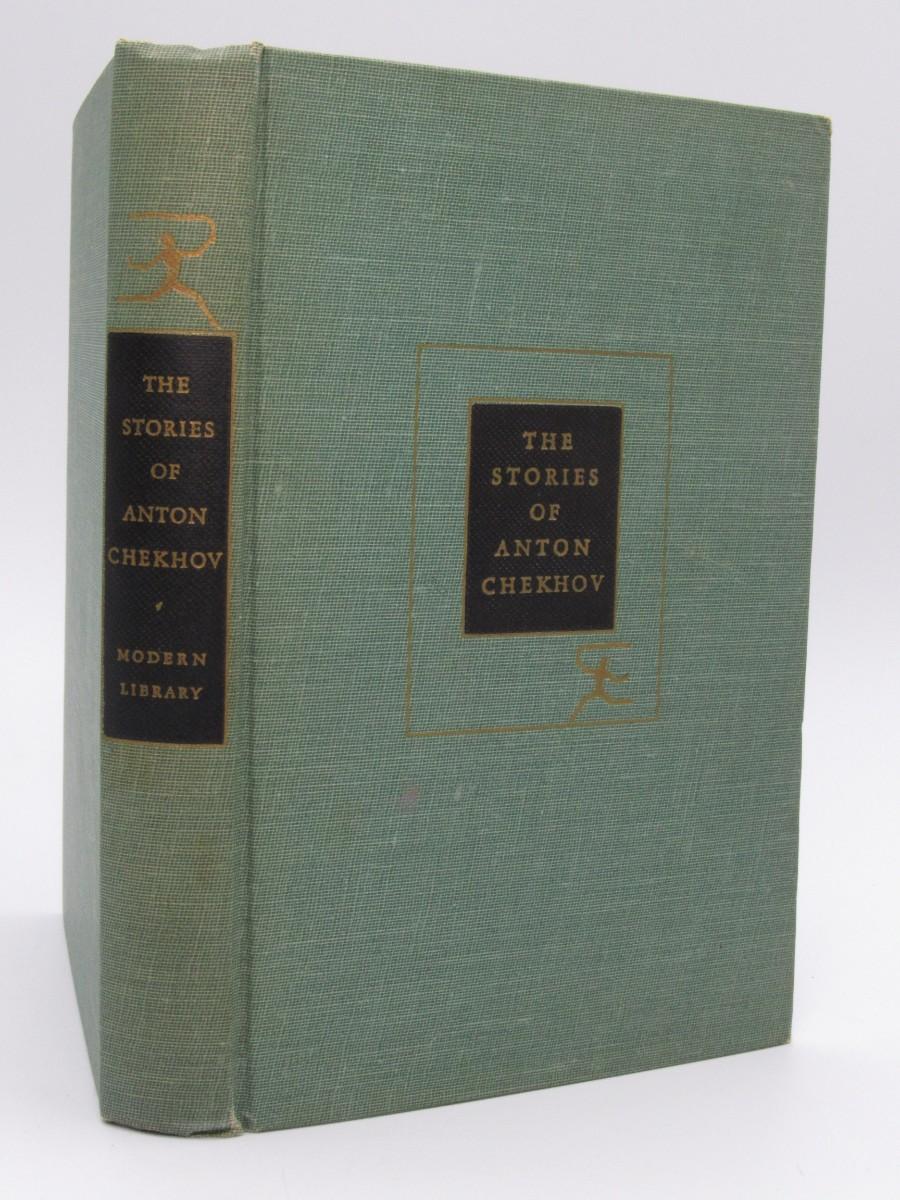 THE
STORIES
OF
ANTON
CHEKHOV
MODERN
LIBRARY
THE
STORIES
OF
ANTON
CHEKHOV